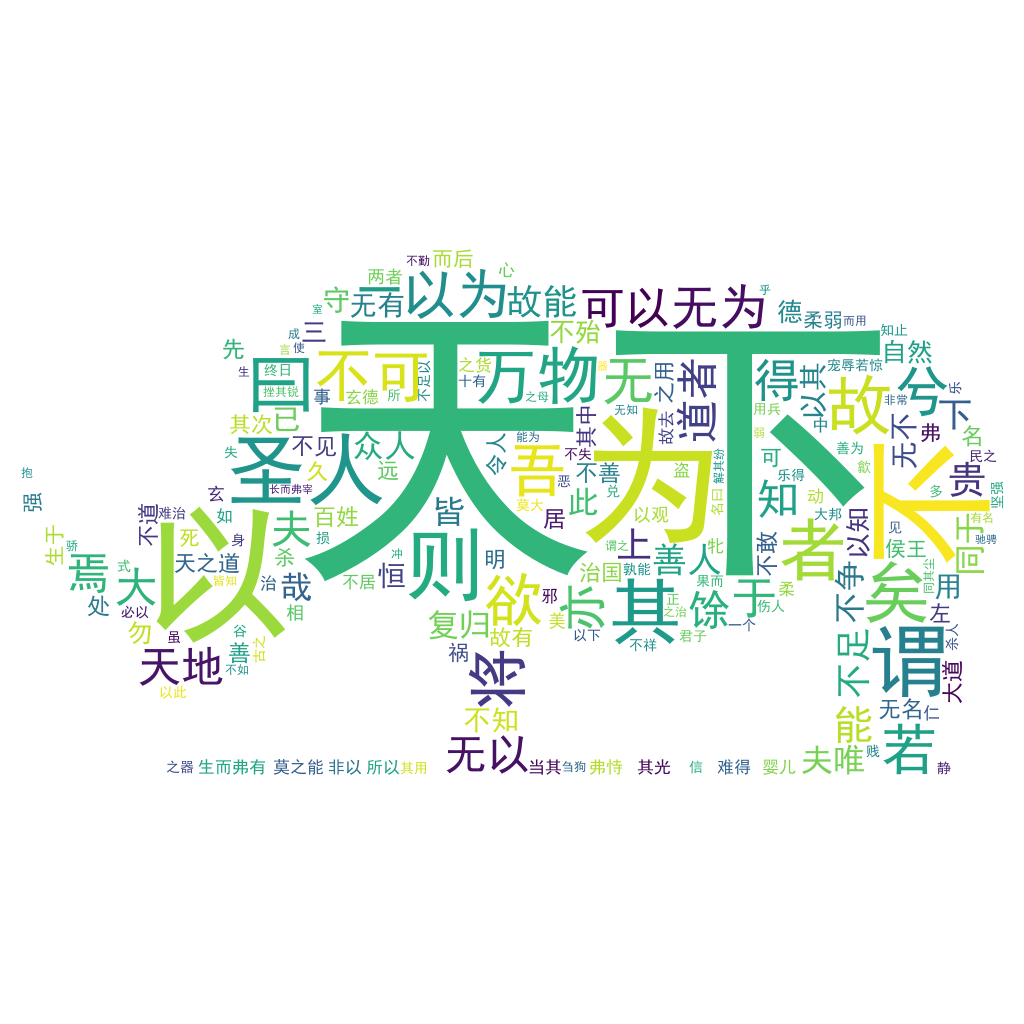 天下
以
为
不
圣人
则
万物
曰
不可
以为
故能
可以
无为
吾
欲
其
谓
者
故
矣
若
无
道者
得
知
兮
贵
将
天地
无以
亦
馀
于
善人
上
此
夫
焉
大
皆
众人
百姓
复归
恒
不知
能
夫唯
不足
不争
以知
用
侯王
自然
柔弱
德
不殆
而后
两者
不勤
心
守
无有
三
先
已
其次
事
玄德
不见
久
远
令人
其中
不善
之用
以其
下
名
弗
无不
民之
坚强
有名
驰骋
同于
同其尘
左
杀人
大道
无名
仁
贱
静
不敢
伤人
柔
牝
治国
孰能
果而
正
之治
君子
一个
以下
不祥
美
邪
居
明
故有
祸
不居
哉
杀
损
治
天之道
死
如
玄
身
相
善
谷
古之
不如
虽
必以
勿
处
式
骄
生于
强
抱
不道
难治
皆知
以此
长而弗宰
终日
挫其锐
成
使
言
室
生
失
所
不足以
之货
十有
之母
器
无知
能为
不失
恶
莫大
兑
以观
谓之
冲
盗
名曰
解其纷
故去
弱
用兵
宠辱若惊
而用
知止
乎
非常
乐
中
善为
歙
可
乐得
动
大邦
见
多
之器
生而弗有
莫之能
非以
所以
其用
当其
刍狗
弗恃
其光
信
难得
婴儿